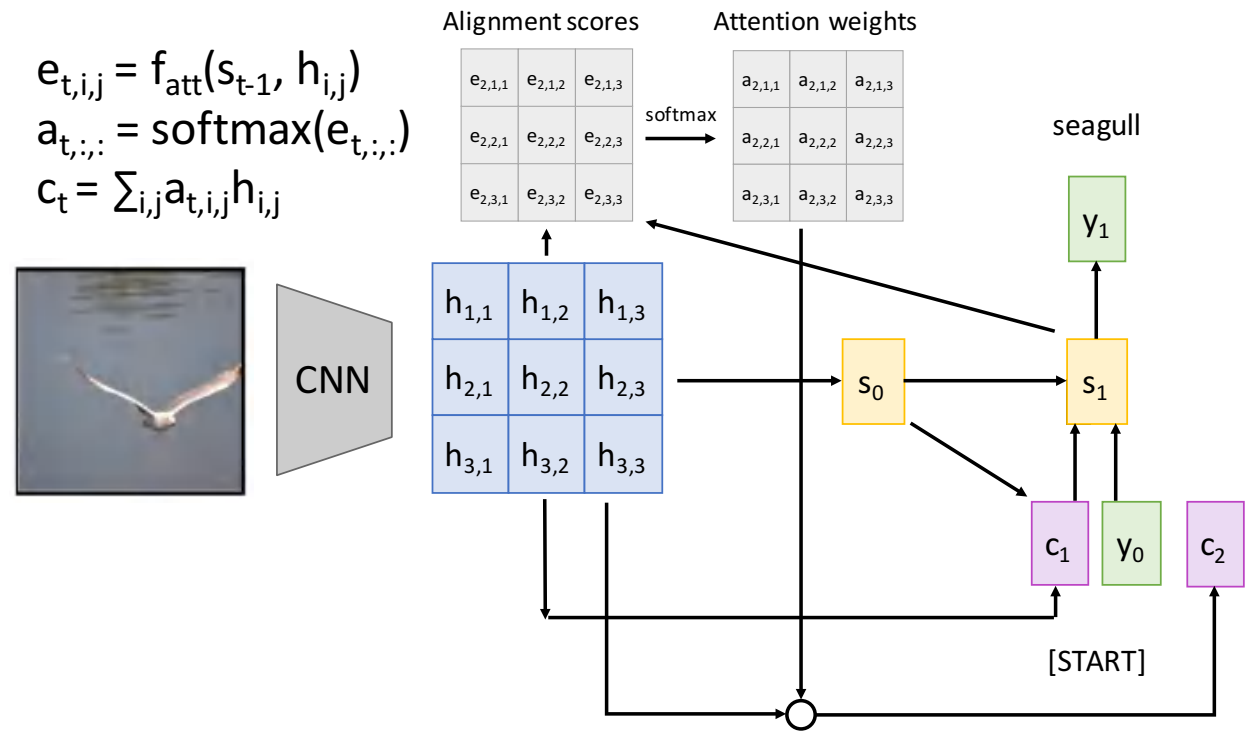 Alignment scores
Attention weights
e_{t,i,j} = f_{att}(s_{t-1}, h_{i,j})
a_{t,:,:} = softmax(e_{t,:,:})
c_t = ∑_{i,j}a_{t,i,j}h_{i,j}
e_{2,1,1} e_{2,1,2} e_{2,1,3}
e_{2,2,1} e_{2,2,2} e_{2,2,3}
e_{2,3,1} e_{2,3,2} e_{2,3,3}
softmax
a_{2,1,1} a_{2,1,2} a_{2,1,3}
a_{2,2,1} a_{2,2,2} a_{2,2,3}
a_{2,3,1} a_{2,3,2} a_{2,3,3}
seagull
y_1
CNN
h_{1,1} h_{1,2} h_{1,3}
h_{2,1} h_{2,2} h_{2,3}
h_{3,1} h_{3,2} h_{3,3}
s_0
s_1
c_1
y_0
c_2
[START]